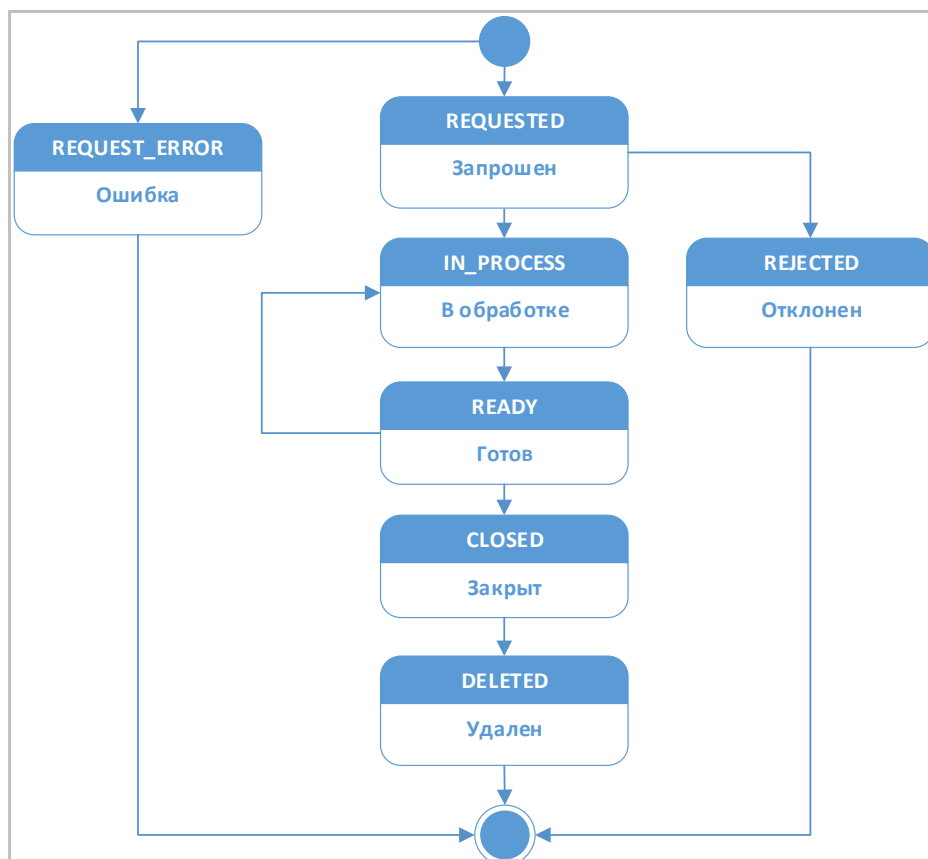 REQUESTED
Запрошен
REQUEST_ERROR
Ошибка
IN_PROCESS
В обработке
REJECTED
Отклонен
READY
Готов
CLOSED
Закрыт
DELETED
Удален